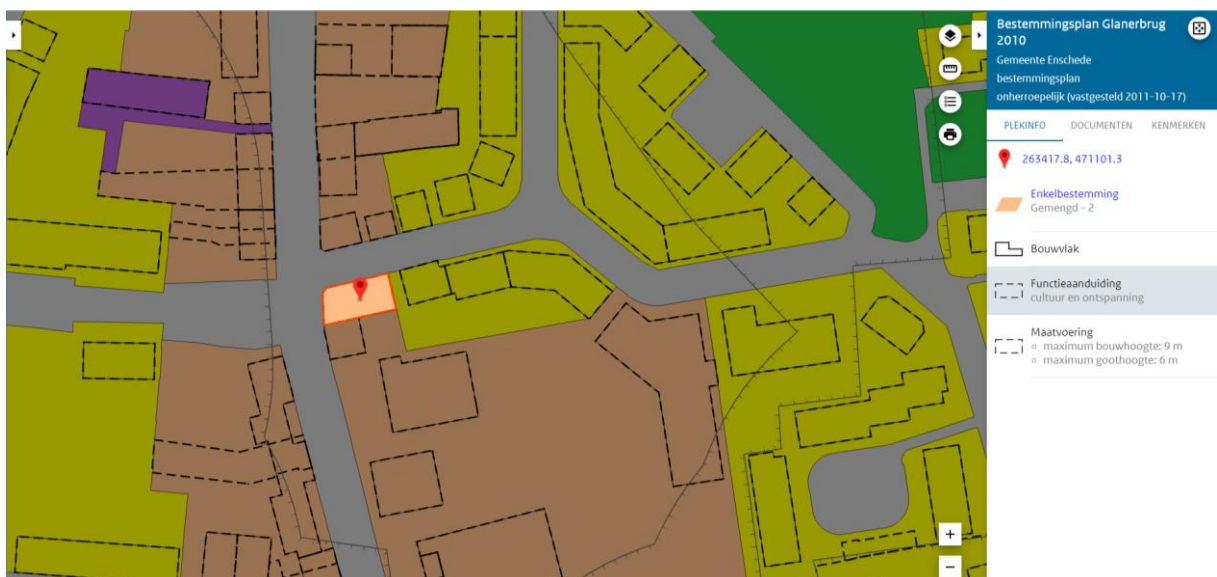 Bestemmingsplan Glanerbrug
2010
Gemeente Enschede
bestemmingsplan
onherroepelijk (vastgesteld 2011-10-17)
PLEKINFO DOCUMENTEN KENMERKEN
263417.8, 471101.3
Enkelbestemming
Gemengd - 2
Bouwvlak
Functieaanduiding
cultuur en ontspanning
Maatvoering
maximum bouwhoogte: 9 m
maximum goothoogte: 6 m
+
−